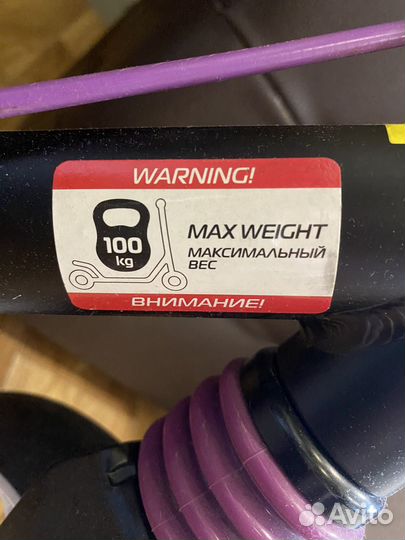 WARNING!
100
kg
MAX WEIGHT
МАКСИМАЛЬНЫЙ
ВЕС
ВНИМАНИЕ!
Avito